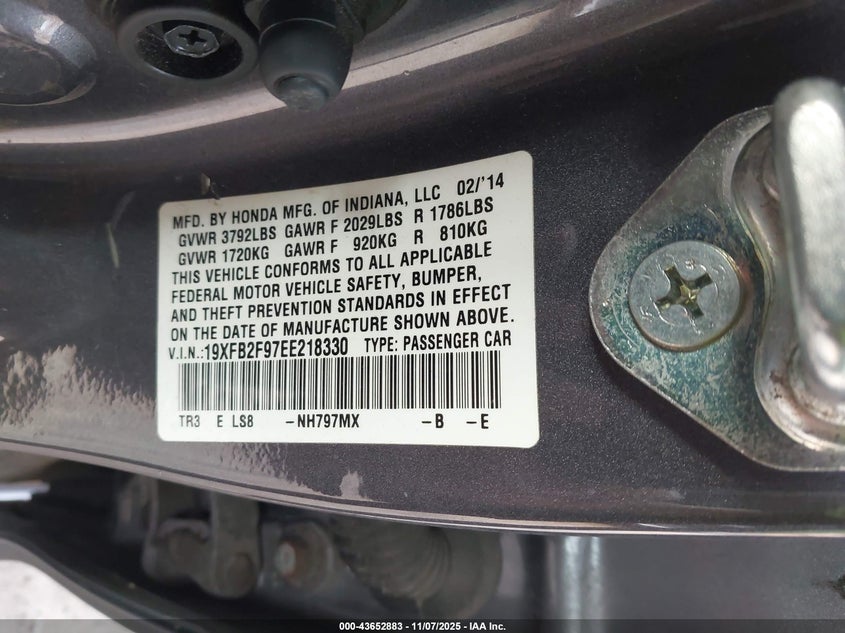 MFD. BY HONDA MFG. OF INDIANA, LLC 02/'14
GVWR 3792LBS GAWR F 2029LBS R 1786LBS
GVWR 1720KG GAWR F 920KG R 810KG
THIS VEHICLE CONFORMS TO ALL APPLICABLE
FEDERAL MOTOR VEHICLE SAFETY, BUMPER,
AND THEFT PREVENTION STANDARDS IN EFFECT
ON THE DATE OF MANUFACTURE SHOWN ABOVE.
V.I.N.:19XFB2F97EE218330 TYPE: PASSENGER CAR
TR3 E LS8 -NH797MX -B -E
000-43652883 - 11/07/2025 - IAA Inc.